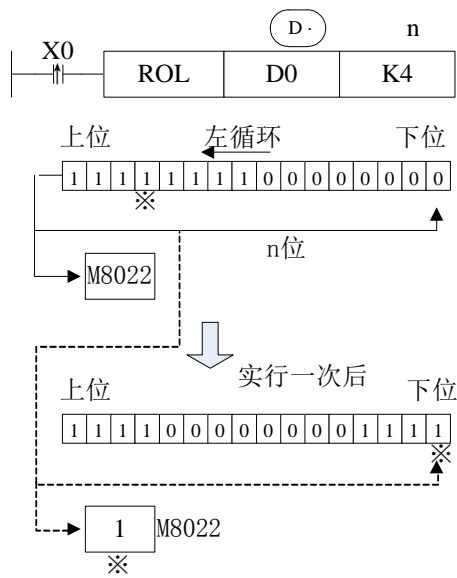 D·
n
X0
ROL D0 K4
上位 左循环 下位
1 1 1 1 1 1 1 1 0 0 0 0 0 0 0 0
※
n位
M8022
实行一次后
上位 下位
1 1 1 1 0 0 0 0 0 0 0 0 1 1 1 1
※
1 M8022
※